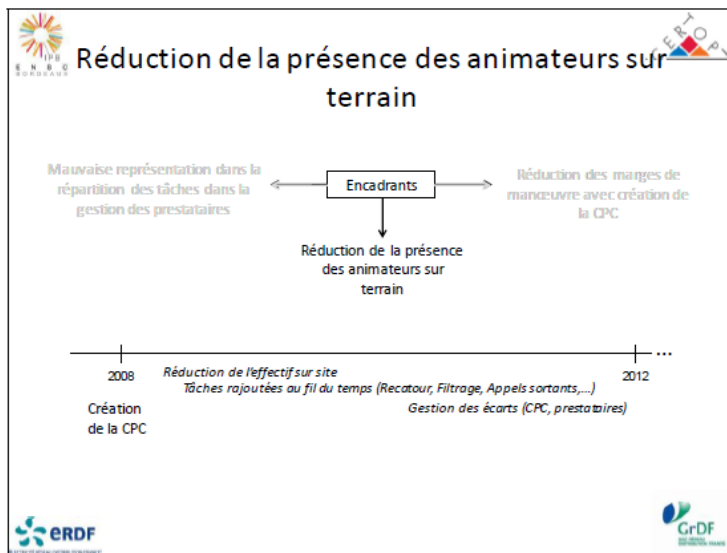 IPB
E N B C
BORDEAUX
CERTOP
Réduction de la présence des animateurs sur
terrain
Mauvaise représentation dans la
répartition des tâches dans la
gestion des prestataires
Encadrants
Réduction des marges de
manœuvre avec création de
la CPC
Réduction de la présence
des animateurs sur
terrain
...
2008
Réduction de l'effectif sur site
Tâches rajoutées au fil du temps (Recatour, Filtrage, Appels sortants,...)
2012
Création
de la CPC
Gestion des écarts (CPC, prestataires)
eRDF
GrDF